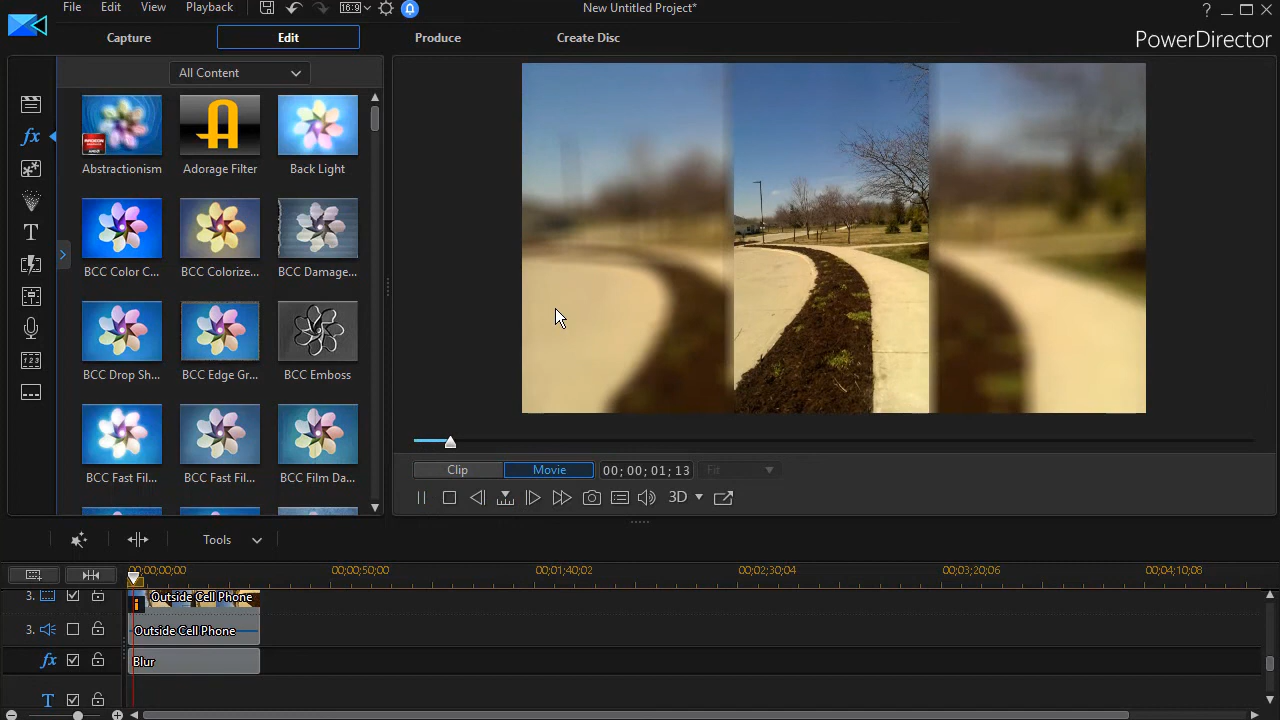 File Edit View Playback 16:9 New Untitled Project* ?
Capture Edit Produce Create Disc PowerDirector
All Content
Abstractionism Adorage Filter Back Light
BCC Color C... BCC Colorize... BCC Damage...
BCC Drop Sh... BCC Edge Gr... BCC Emboss
BCC Fast Fil... BCC Fast Fil... BCC Film Da...
Clip Movie 00; 00; 01; 13 Fit
3D
Tools
00;00;00;00 00;00;50;00 00;01;40;02 00;02;30;04 00;03;20;06 00;04;10;08
3. Outside Cell Phone
3. Outside Cell Phone
fx Blur
T